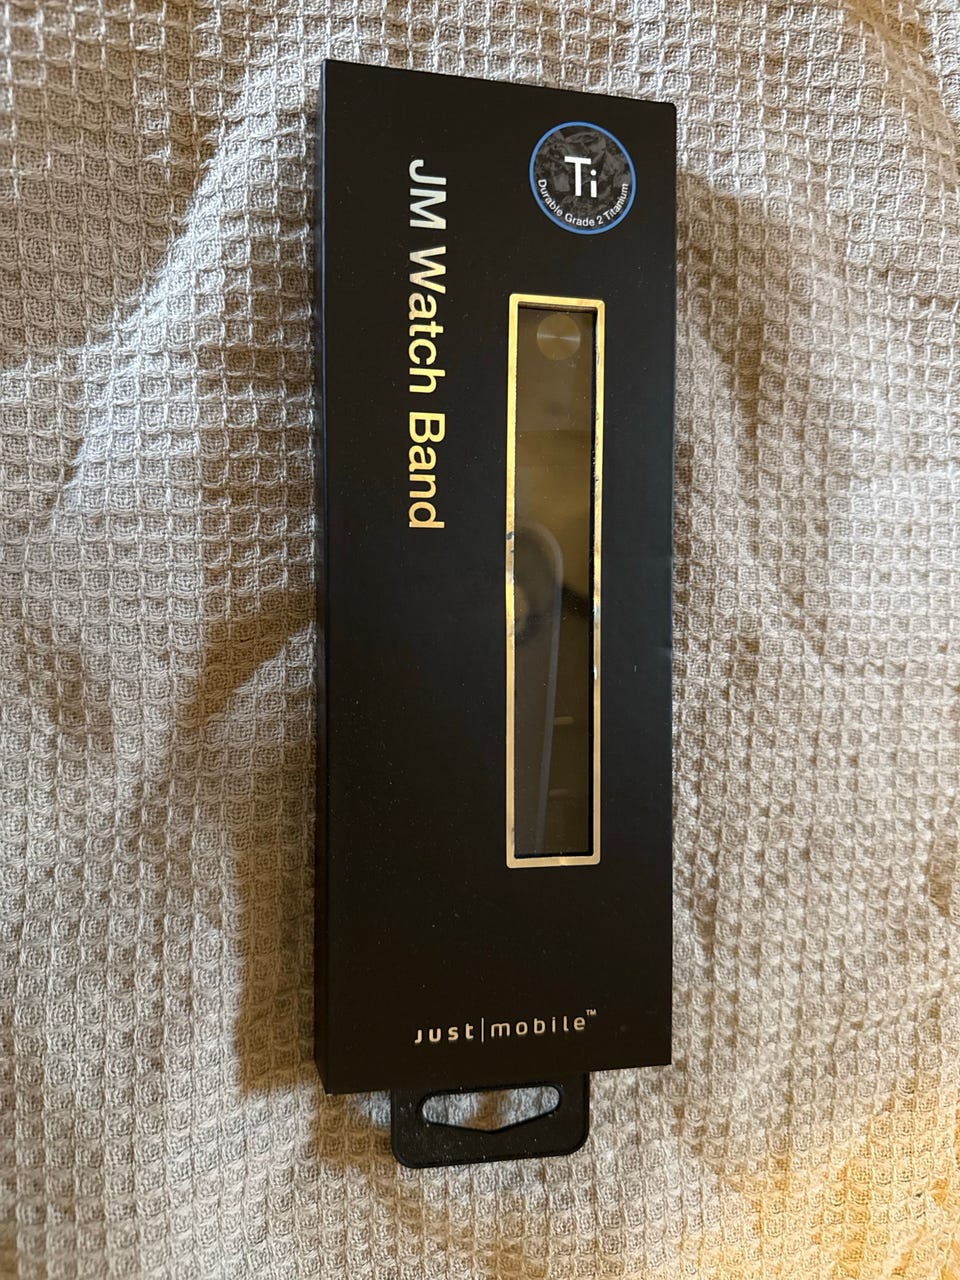 Ti
Durable Grade 2 Titanium
JM Watch Band
just|mobile™